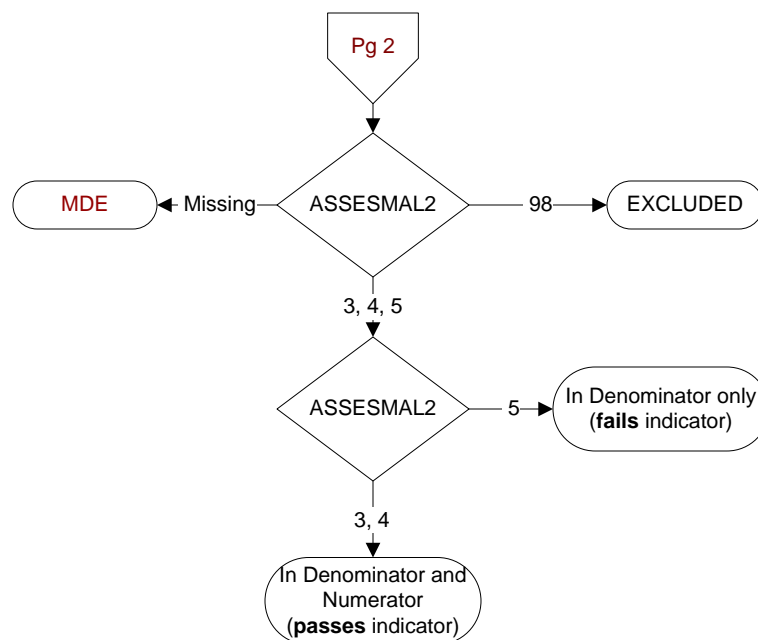 Pg 2
MDE
Missing
ASSESMAL2
98
EXCLUDED
3, 4, 5
ASSESMAL2
5
In Denominator only
(fails indicator)
3, 4
In Denominator and
Numerator
(passes indicator)